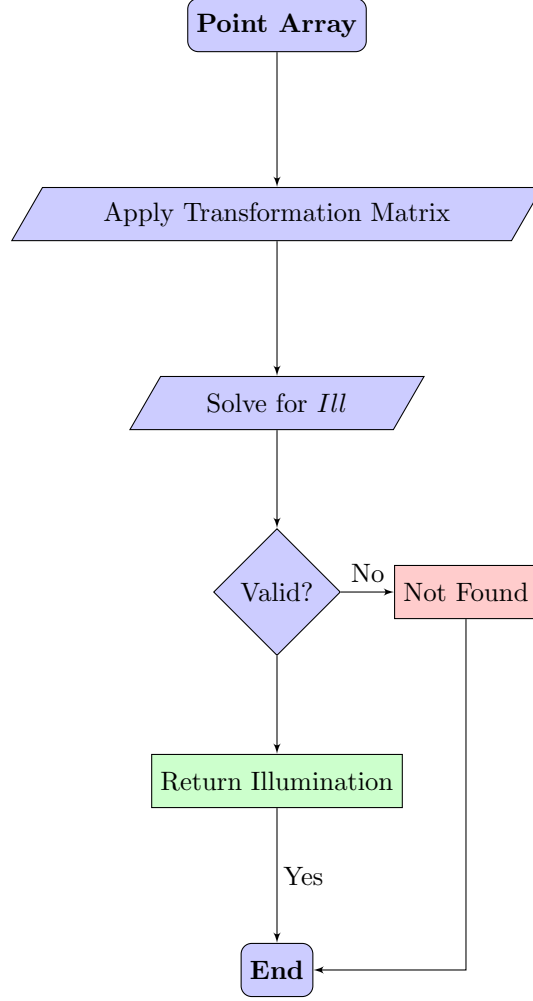 Point Array
Apply Transformation Matrix
Solve for Ill
Valid?
No
Not Found
Return Illumination
Yes
End